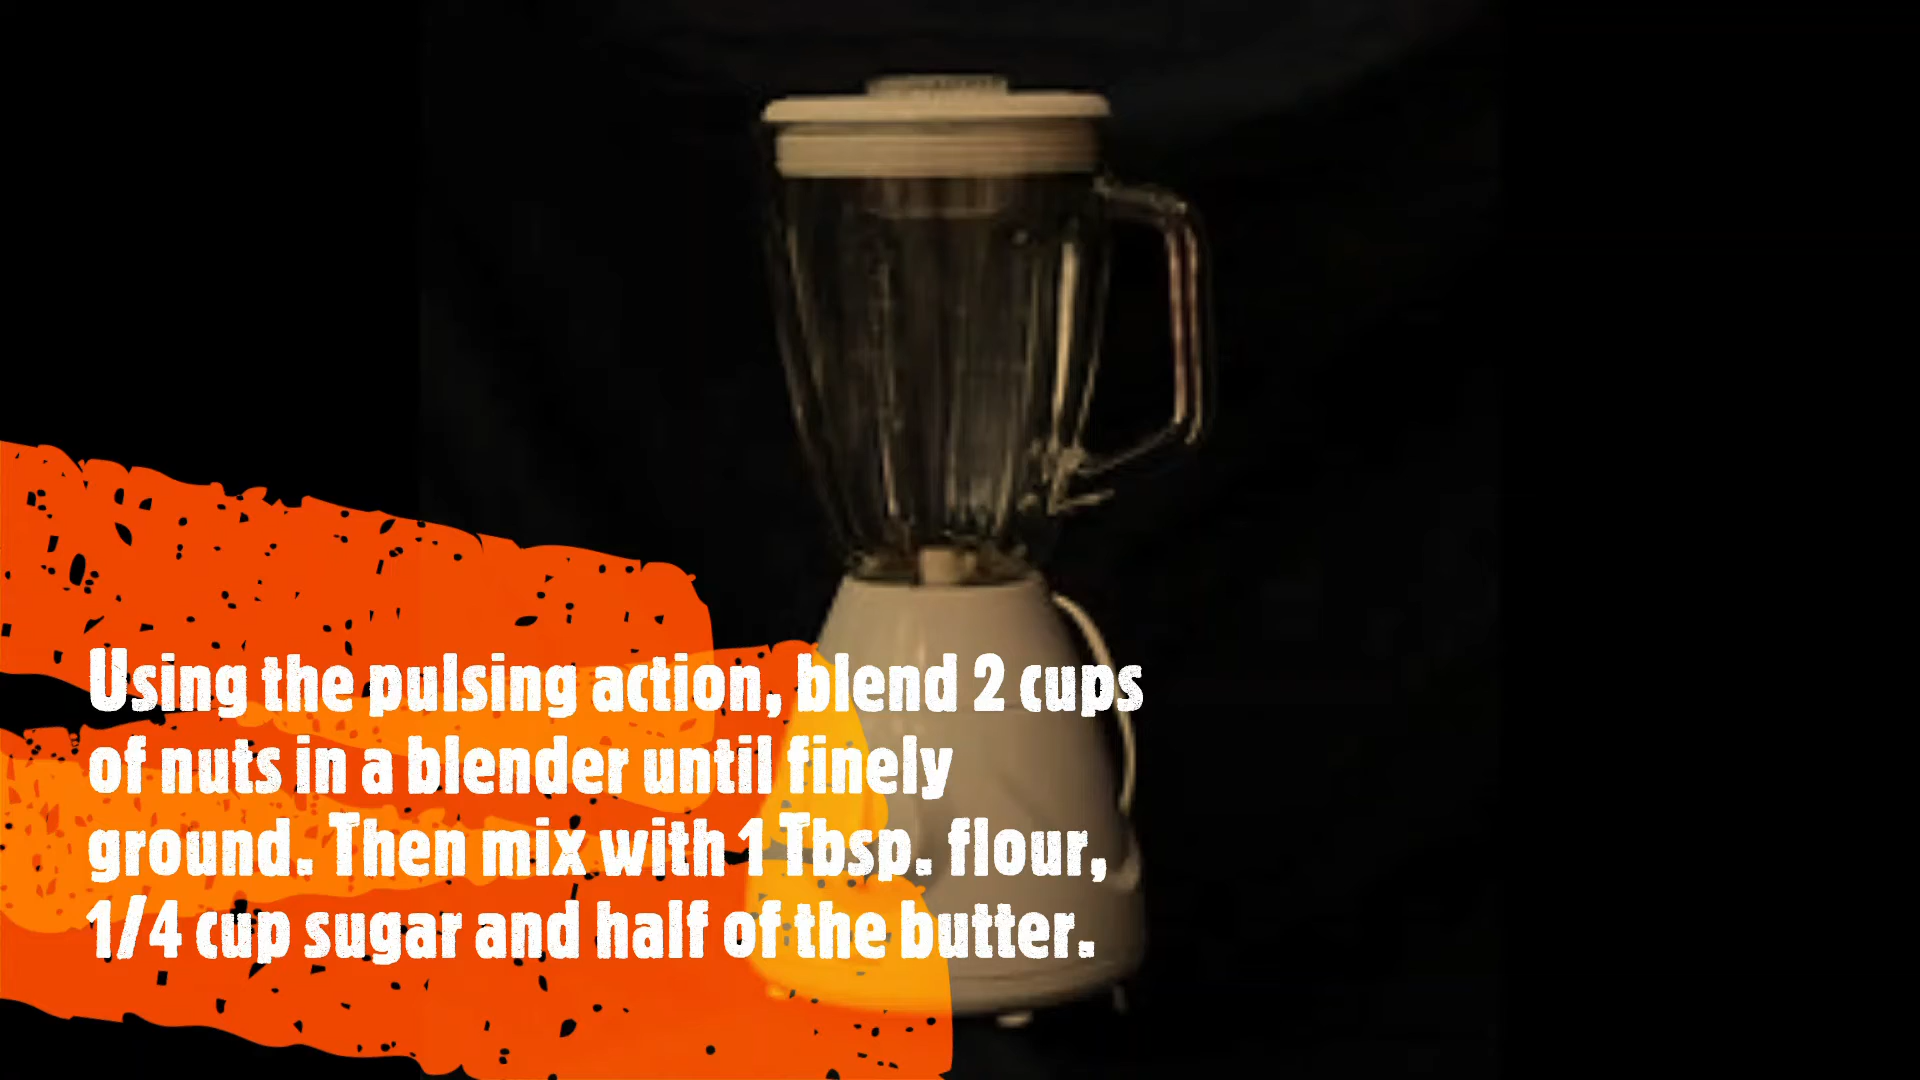 Using the pulsing action, blend 2 cups
of nuts in a blender until finely
ground. Then mix with 1 Tbsp. flour,
1/4 cup sugar and half of the butter.